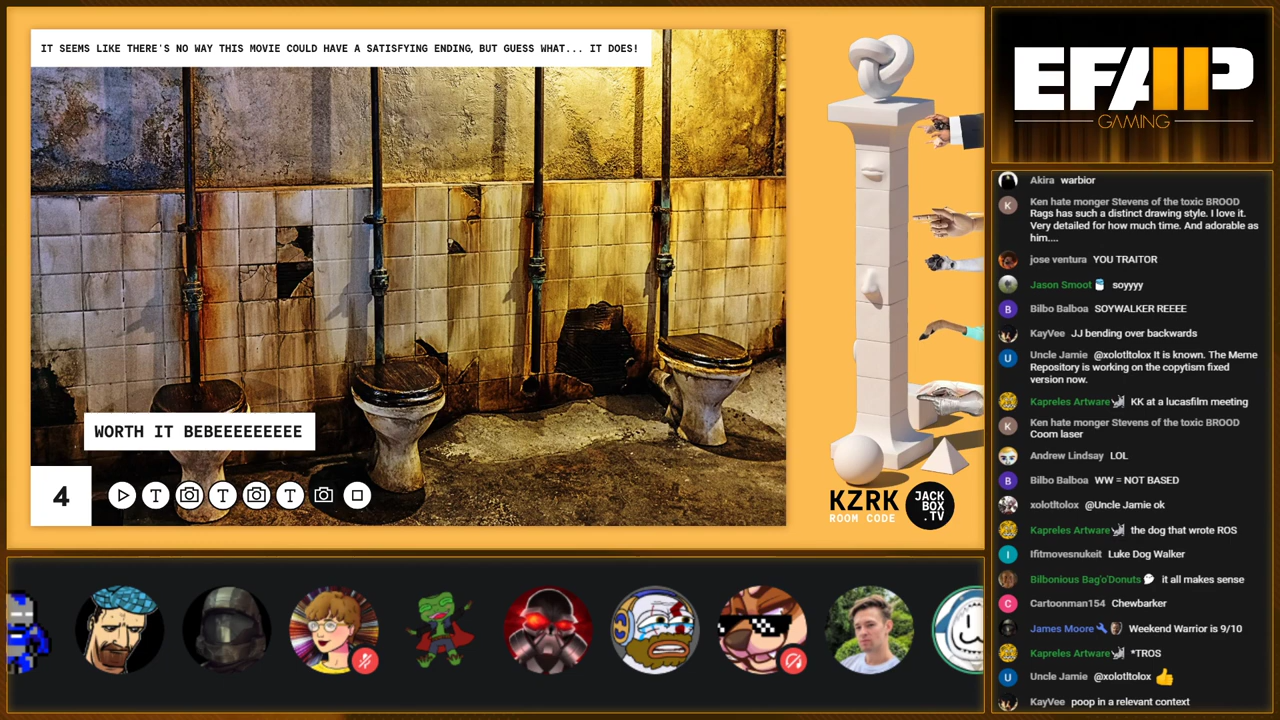 IT SEEMS LIKE THERE'S NO WAY THIS MOVIE COULD HAVE A SATISFYING ENDING, BUT GUESS WHAT... IT DOES!
WORTH IT BEBEEEEEEEEE
4
T
T
T
KZRK
ROOM CODE
JACK
BOX
.TV
EFAP
GAMING
Akira warbior
K
Ken hate monger Stevens of the toxic BROOD
Rags has such a distinct drawing style. I love it.
Very detailed for how much time. And adorable as
him....
jose ventura YOU TRAITOR
Jason Smoot soyyyy
B
Bilbo Balboa SOYWALKER REEEE
KayVee JJ bending over backwards
U
Uncle Jamie @xolotltolox It is known. The Meme
Repository is working on the copytism fixed
version now.
Kapreles Artware KK at a lucasfilm meeting
K
Ken hate monger Stevens of the toxic BROOD
Coom laser
Andrew Lindsay LOL
B
Bilbo Balboa WW = NOT BASED
xolotltolox @Uncle Jamie ok
Kapreles Artware the dog that wrote ROS
I
Ifitmovesnukeit Luke Dog Walker
Bilbonious Bag'o'Donuts it all makes sense
C
Cartoonman154 Chewbarker
James Moore Weekend Warrior is 9/10
Kapreles Artware *TROS
U
Uncle Jamie @xolotltolox
KayVee poop in a relevant context